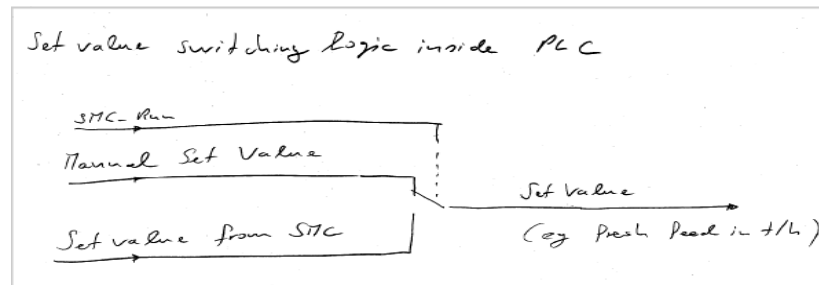 Set value switching logic inside PLC
SMC-Run
Manual Set Value
Set Value
Set value from SMC
(eg Fresh Feed in t/h)